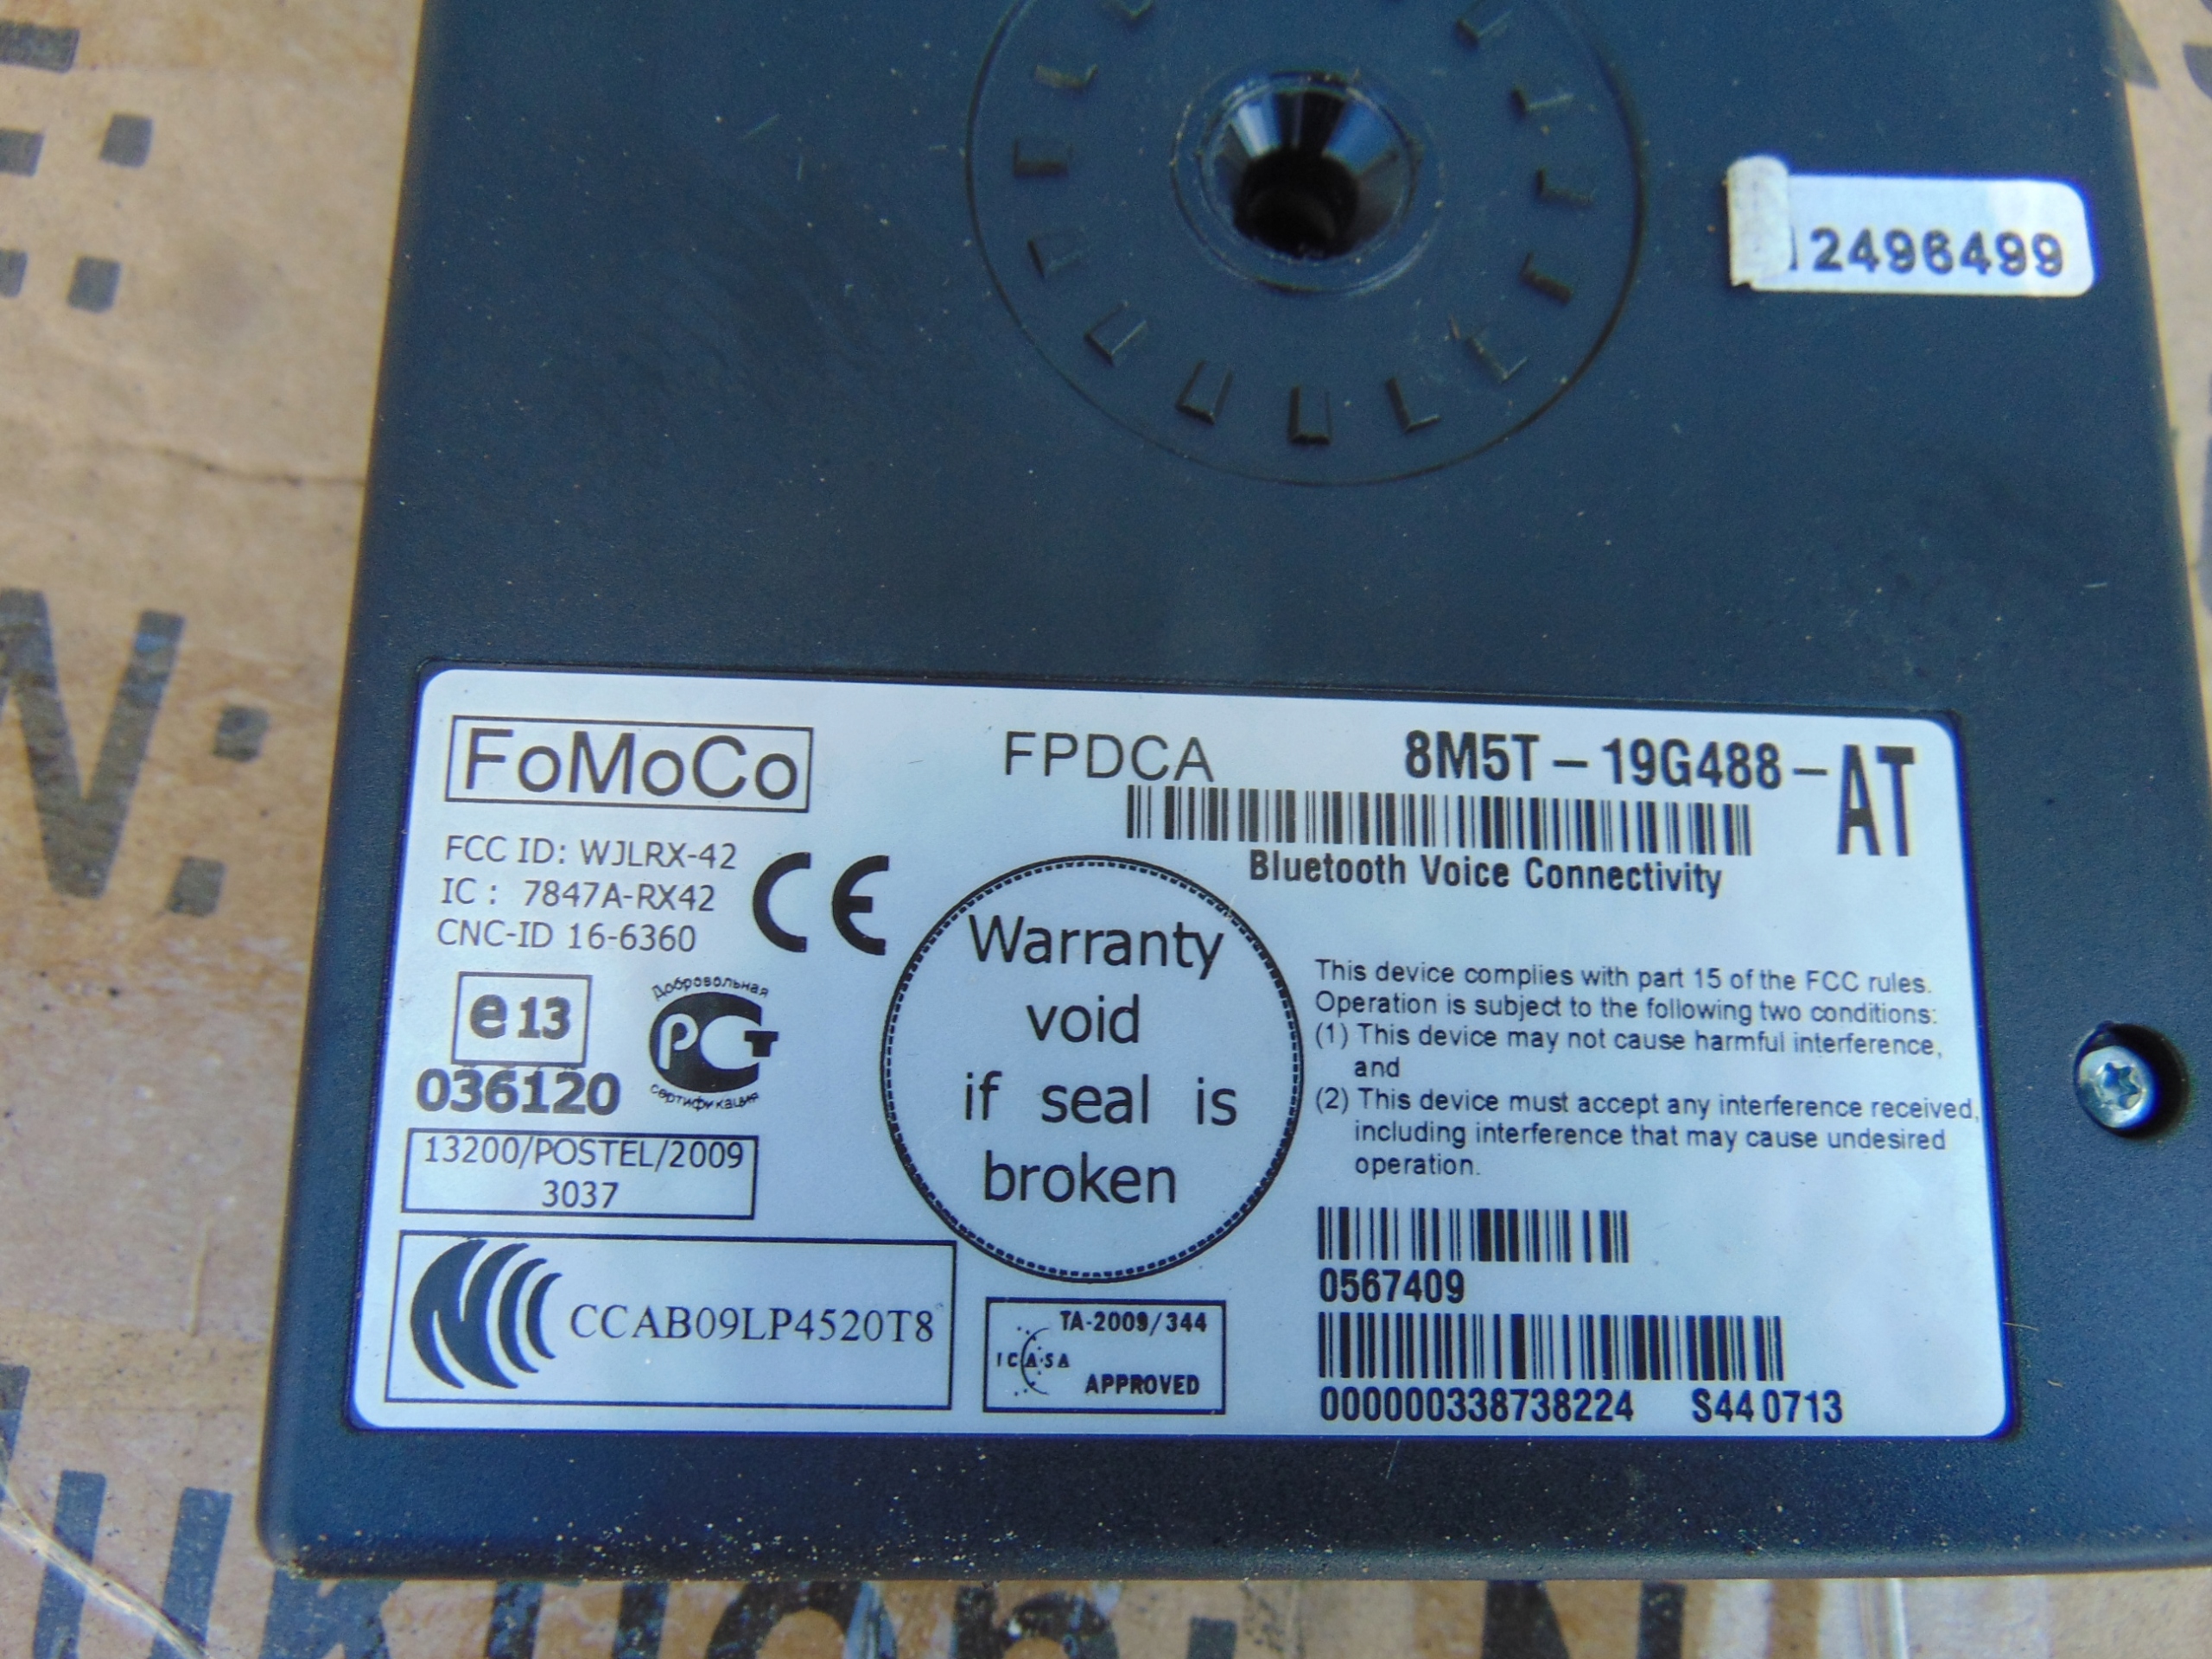 12496499
FoMoCo
FPDCA
8M5T-19G488-AT
Bluetooth Voice Connectivity
FCC ID: WJLRX-42
IC : 7847A-RX42
CNC-ID 16-6360
CE
e13
036120
Добровольная
РСТ
сертификация
13200/POSTEL/2009
3037
CCAB09LP4520T8
Warranty
void
if seal is
broken
TA-2009/344
ICASA
APPROVED
This device complies with part 15 of the FCC rules.
Operation is subject to the following two conditions:
(1) This device may not cause harmful interference,
and
(2) This device must accept any interference received,
including interference that may cause undesired
operation.
0567409
000000338738224 S44 0713